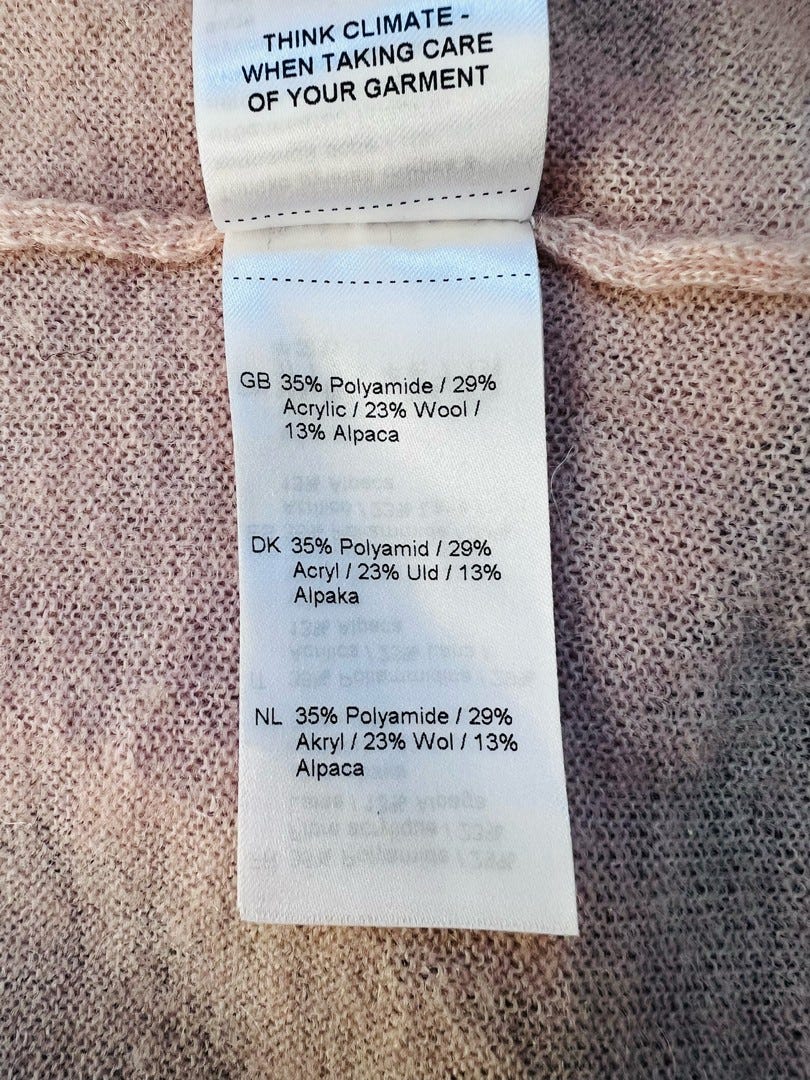 THINK CLIMATE -
WHEN TAKING CARE
OF YOUR GARMENT
GB 35% Polyamide / 29%
Acrylic / 23% Wool /
13% Alpaca
DK 35% Polyamid / 29%
Acryl / 23% Uld / 13%
Alpaka
NL 35% Polyamide / 29%
Akryl / 23% Wol / 13%
Alpaca